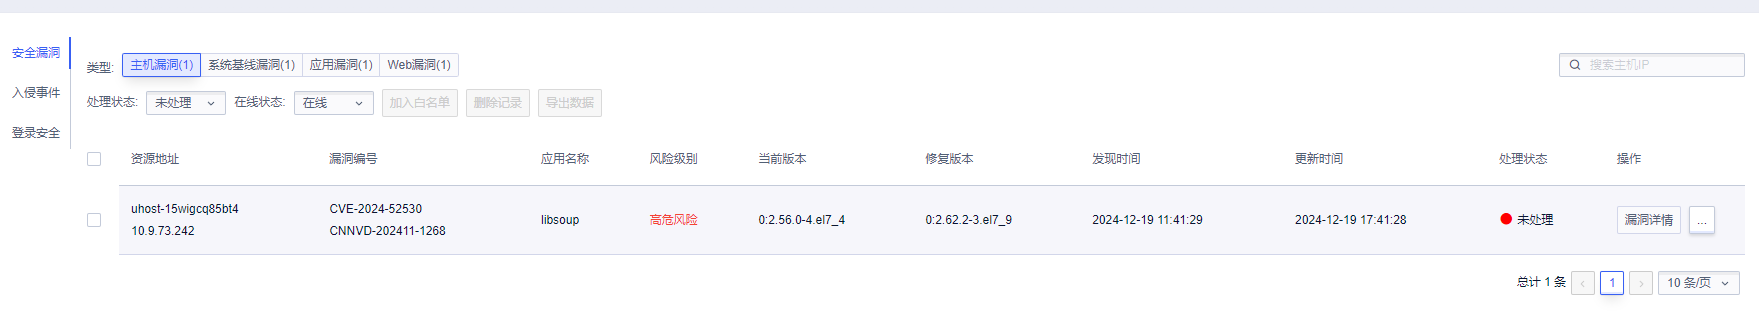 安全漏洞
入侵事件
登录安全
类型: 主机漏洞(1) 系统基线漏洞(1) 应用漏洞(1) Web漏洞(1) 搜索主机IP
处理状态: 未处理 在线状态: 在线 加入白名单 删除记录 导出数据
资源地址 漏洞编号 应用名称 风险级别 当前版本 修复版本 发现时间 更新时间 处理状态 操作
uhost-15wigcq85bt4 CVE-2024-52530
libsoup 高危风险 0:2.56.0-4.el7_4 0:2.62.2-3.el7_9 2024-12-19 11:41:29 2024-12-19 17:41:28 未处理 漏洞详情 ...
10.9.73.242 CNNVD-202411-1268
总计 1 条 ‹ 1 › 10 条/页